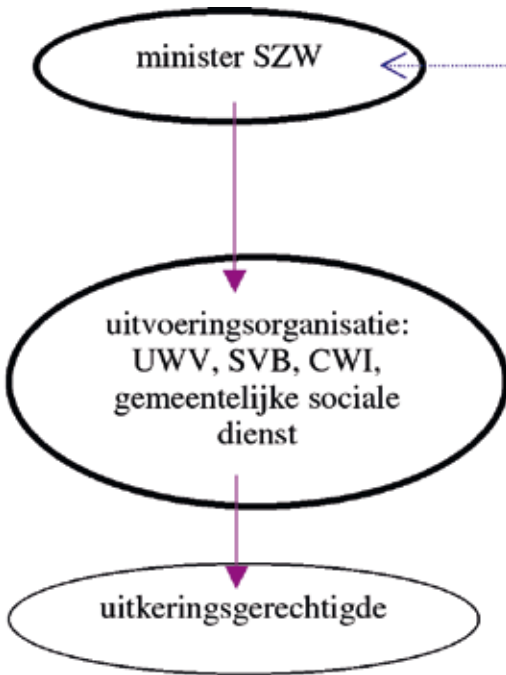 minister SZW
uitvoeringsorganisatie:
UWV, SVB, CWI,
gemeentelijke sociale
dienst
uitkeringsgerechtigde